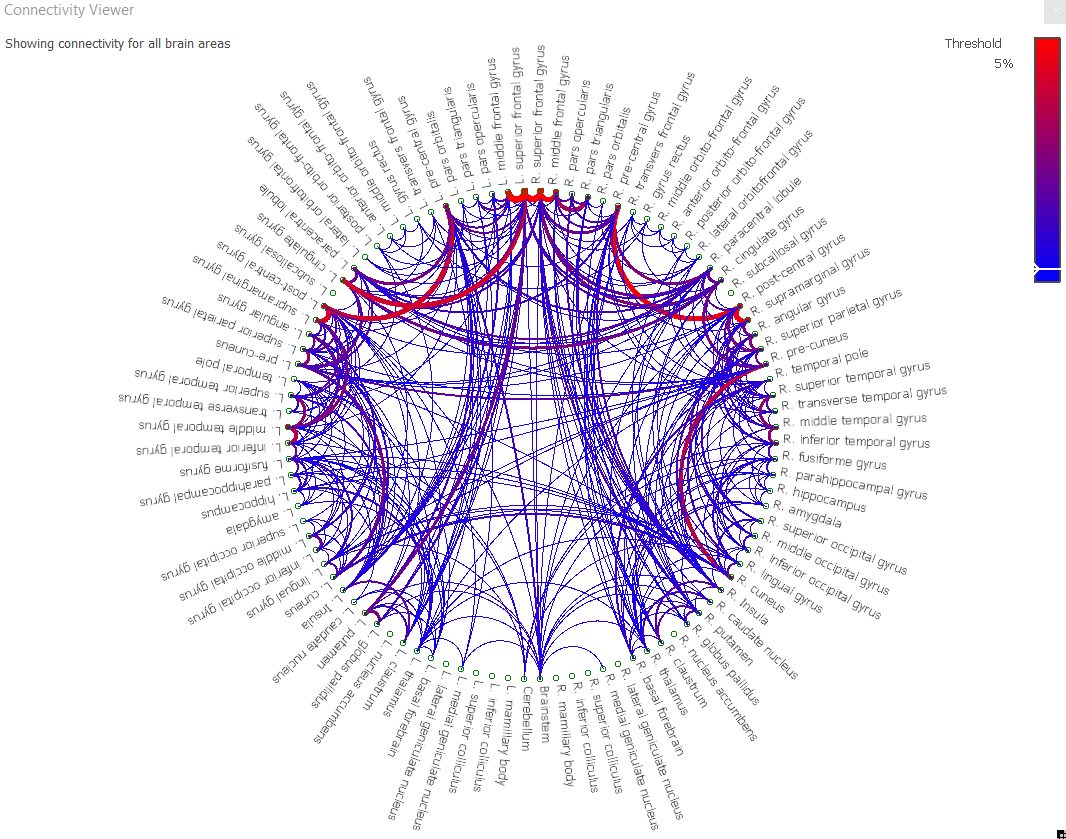 Connectivity Viewer
Showing connectivity for all brain areas
Threshold
5%
L. superior frontal gyrus
R. superior frontal gyrus
R. middle frontal gyrus
R. pars opercularis
R. pars triangularis
R. pars orbitalis
R. pre-central gyrus
R. transvers frontal gyrus
R. gyrus rectus
R. middle orbito-frontal gyrus
R. anterior orbito-frontal gyrus
R. posterior orbito-frontal gyrus
R. lateral orbitofrontal gyrus
R. paracentral lobule
R. cingulate gyrus
R. subcallosal gyrus
R. post-central gyrus
R. supramarginal gyrus
R. angular gyrus
R. superior parietal gyrus
R. pre-cuneus
R. temporal pole
R. superior temporal gyrus
R. transverse temporal gyrus
R. middle temporal gyrus
R. inferior temporal gyrus
R. fusiforme gyrus
R. parahippocampal gyrus
R. hippocampus
R. amygdala
R. superior occipital gyrus
R. middle occipital gyrus
R. inferior occipital gyrus
R. lingual gyrus
R. cuneus
R. Insula
R. caudate nucleus
R. putamen
R. globus pallidus
R. nucleus accumbens
R. claustrum
R. thalamus
R. basal forebrain
R. lateral geniculate nucleus
R. medial geniculate nucleus
R. superior colliculus
R. inferior colliculus
R. mamillary body
Brainstem
Cerebellum
L. mamillary body
L. inferior colliculus
L. superior colliculus
L. medial geniculate nucleus
L. lateral geniculate nucleus
L. basal forebrain
L. thalamus
L. claustrum
L. nucleus accumbens
L. globus pallidus
L. putamen
L. caudate nucleus
L. Insula
L. cuneus
L. lingual gyrus
L. inferior occipital gyrus
L. middle occipital gyrus
L. superior occipital gyrus
L. amygdala
L. hippocampus
L. parahippocampal gyrus
L. fusiforme gyrus
L. inferior temporal gyrus
L. middle temporal gyrus
L. transverse temporal gyrus
L. superior temporal gyrus
L. temporal pole
L. pre-cuneus
L. superior parietal gyrus
L. angular gyrus
L. supramarginal gyrus
L. post-central gyrus
L. subcallosal gyrus
L. cingulate gyrus
L. paracentral lobule
L. lateral orbitofrontal gyrus
L. posterior orbito-frontal gyrus
L. anterior orbito-frontal gyrus
L. middle orbito-frontal gyrus
L. gyrus rectus
L. transvers frontal gyrus
L. pre-central gyrus
L. pars orbitalis
L. pars triangularis
L. pars opercularis
L. middle frontal gyrus